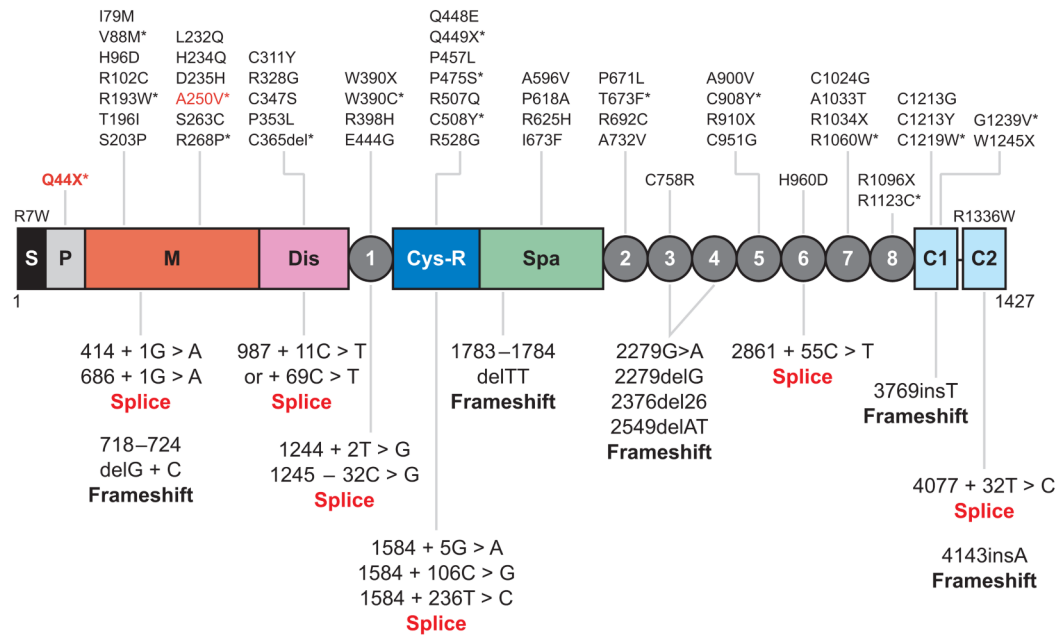 I79M
V88M*
H96D
R102C
R193W*
T196I
S203P
L232Q
H234Q
D235H
A250V*
S263C
R268P*
C311Y
R328G
C347S
P353L
C365del*
W390X
W390C*
R398H
E444G
Q448E
Q449X*
P457L
P475S*
R507Q
C508Y*
R528G
A596V
P618A
R625H
I673F
P671L
T673F*
R692C
A732V
A900V
C908Y*
R910X
C951G
C1024G
A1033T
R1034X
R1060W*
C1213G
C1213Y
C1219W*
G1239V*
W1245X
Q44X*
C758R
H960D
R1096X
R1123C*
R7W
R1336W
S P M Dis 1 Cys-R Spa 2 3 4 5 6 7 8 C1 C2
1
1427
414 + 1G > A
686 + 1G > A
Splice
718–724
delG + C
Frameshift
987 + 11C > T
or + 69C > T
Splice
1244 + 2T > G
1245 – 32C > G
Splice
1584 + 5G > A
1584 + 106C > G
1584 + 236T > C
Splice
1783–1784
delTT
Frameshift
2279G>A
2279delG
2376del26
2549delAT
Frameshift
2861 + 55C > T
Splice
3769insT
Frameshift
4077 + 32T > C
Splice
4143insA
Frameshift